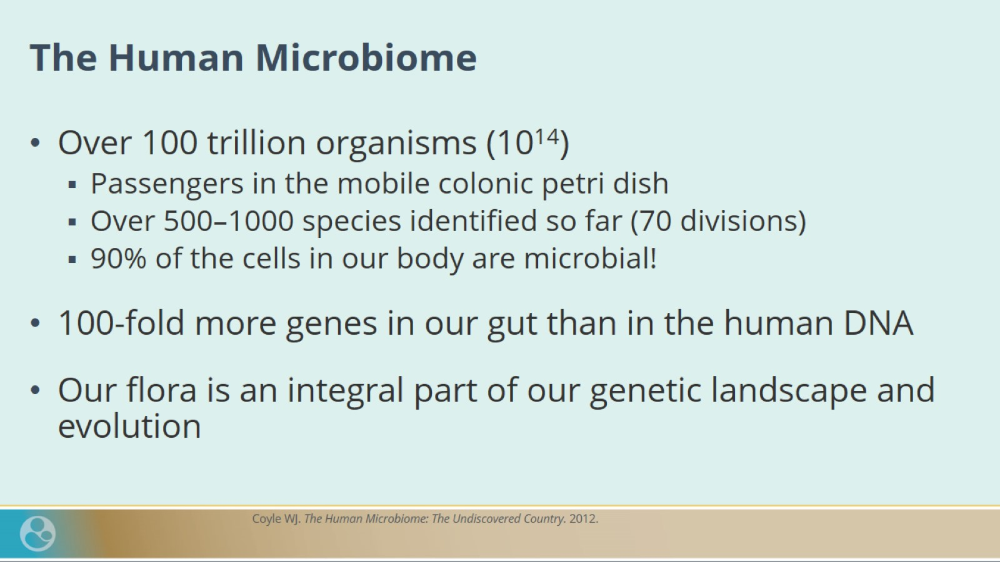 The Human Microbiome
• Over 100 trillion organisms (10¹⁴)
▪ Passengers in the mobile colonic petri dish
▪ Over 500–1000 species identified so far (70 divisions)
▪ 90% of the cells in our body are microbial!
• 100-fold more genes in our gut than in the human DNA
• Our flora is an integral part of our genetic landscape and
evolution
Coyle WJ. The Human Microbiome: The Undiscovered Country. 2012.